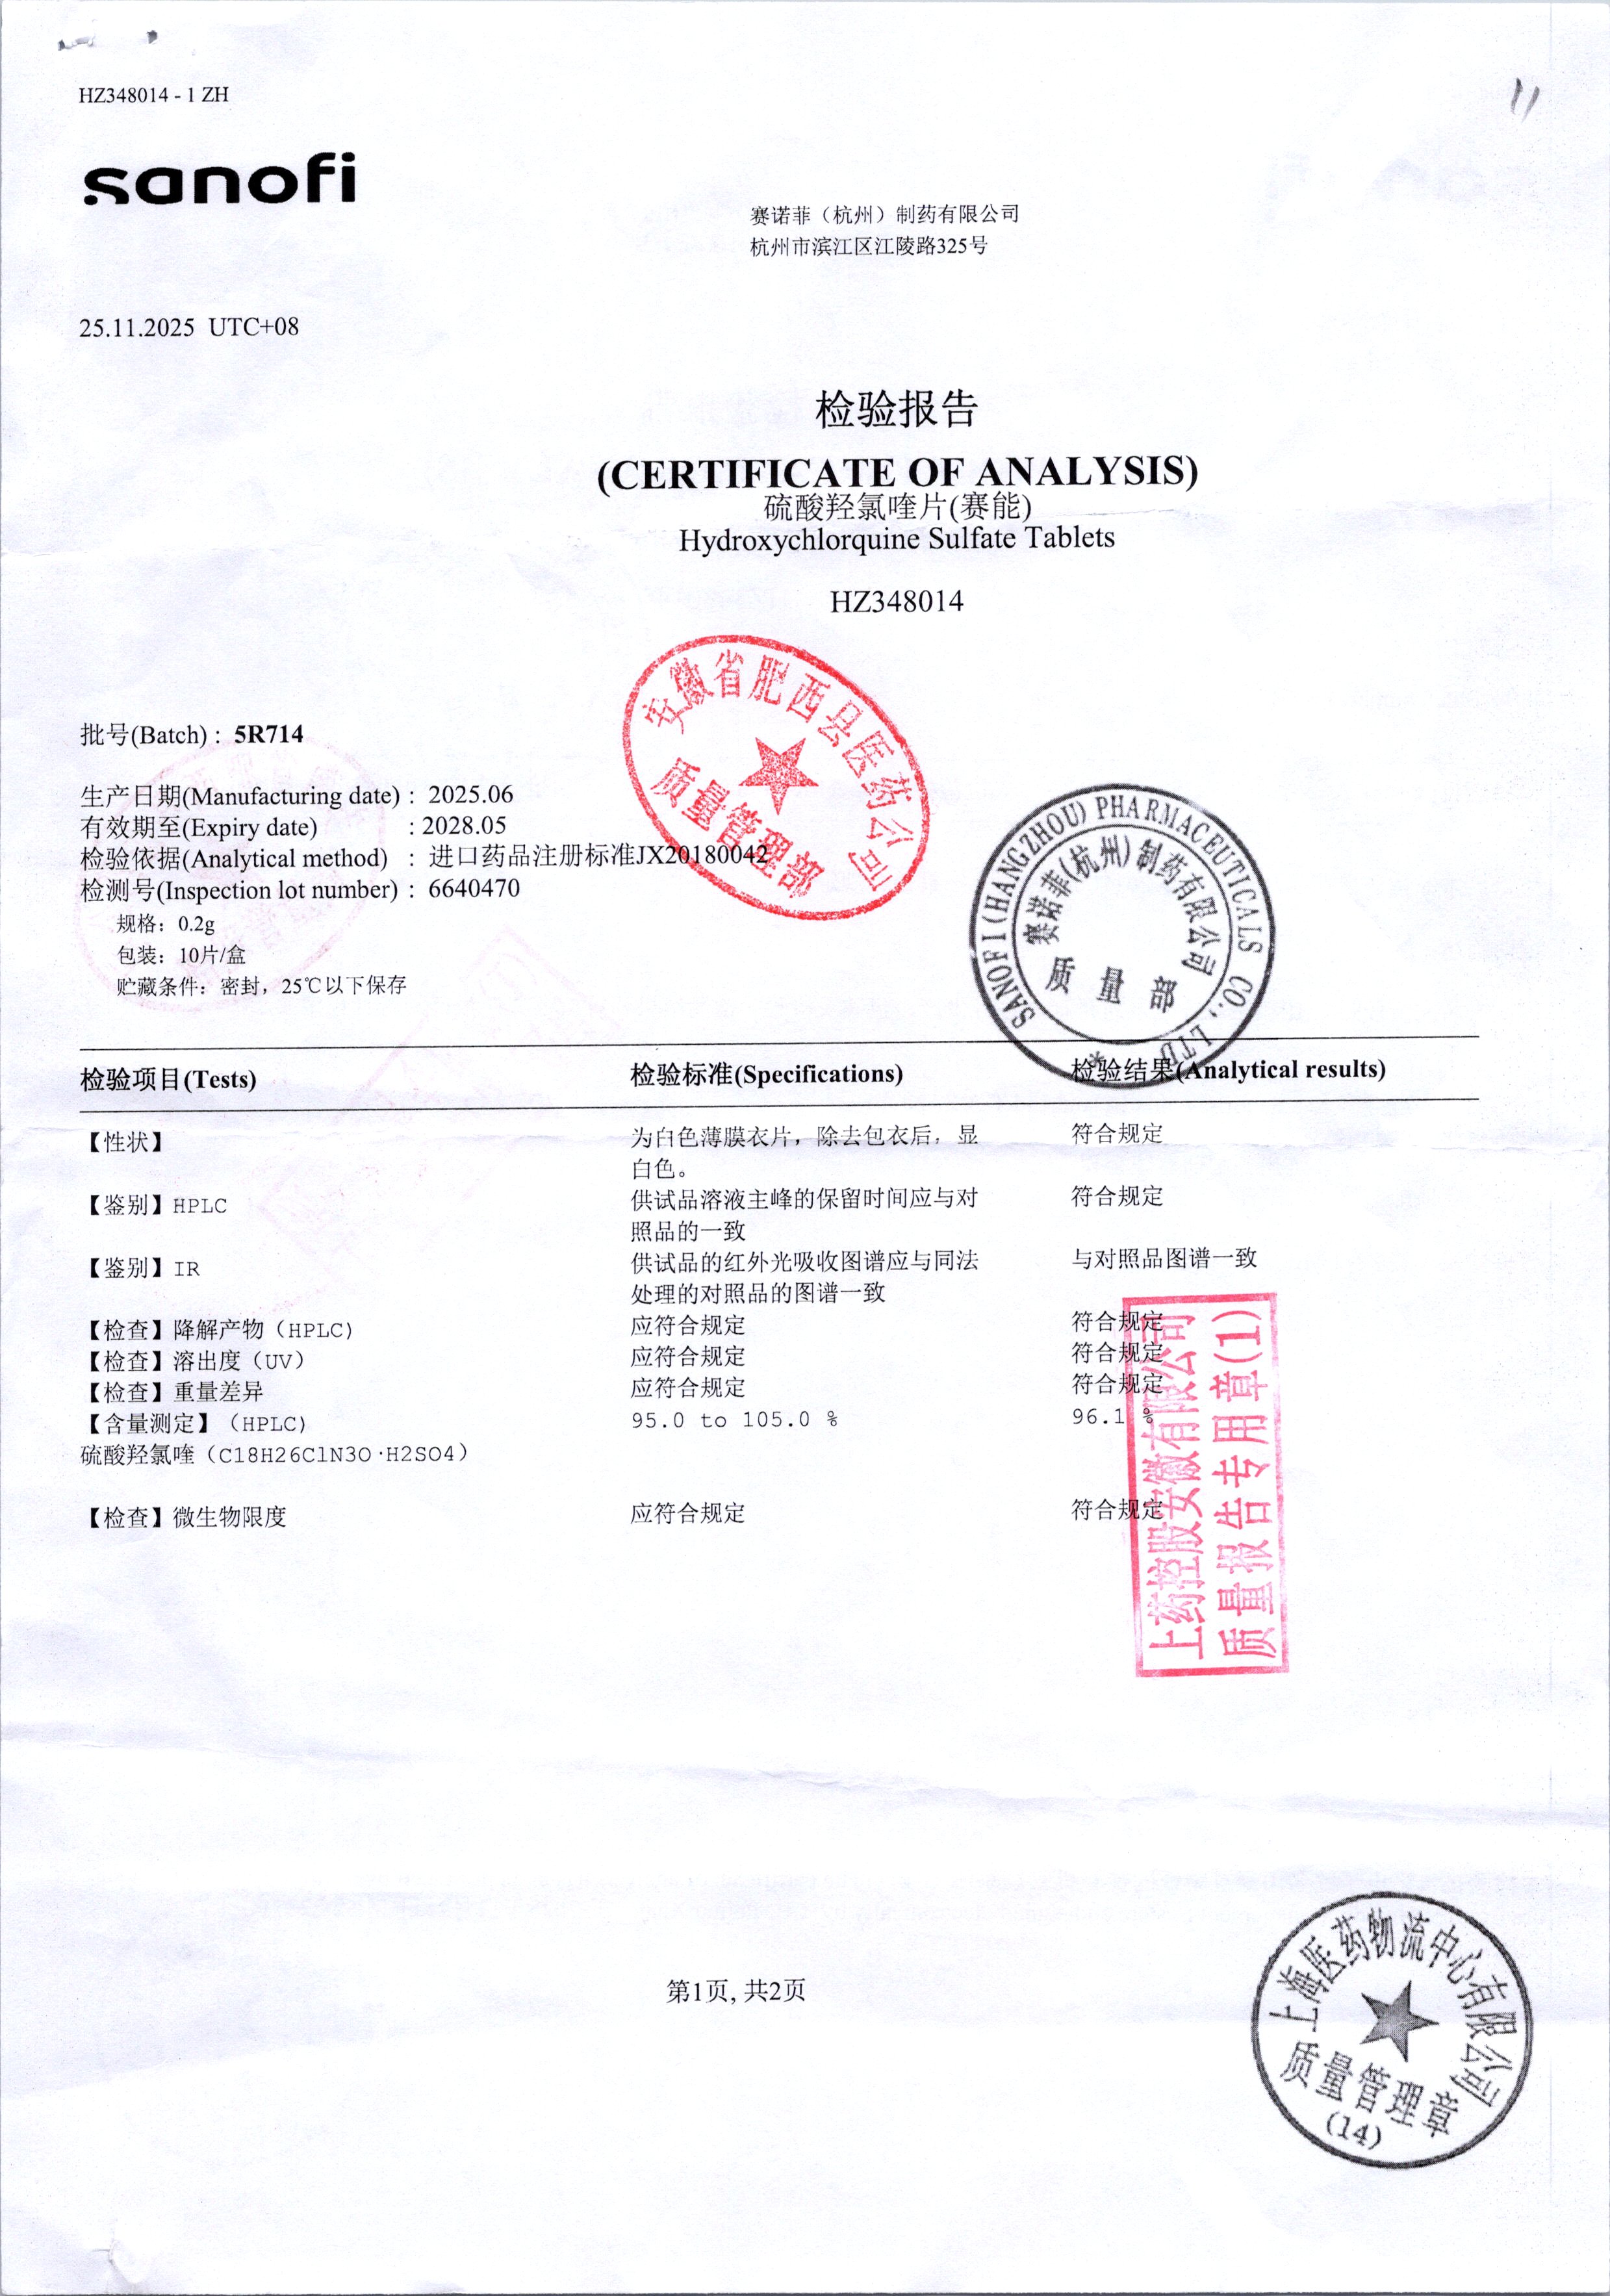 HZ348014 - 1 ZH
11
sanofi
赛诺菲（杭州）制药有限公司
杭州市滨江区江陵路325号
25.11.2025 UTC+08
检验报告
(CERTIFICATE OF ANALYSIS)
硫酸羟氯喹片(赛能)
Hydroxychlorquine Sulfate Tablets
HZ348014
安徽省肥西县医药公司
质量管理部
批号(Batch) : 5R714
生产日期(Manufacturing date) : 2025.06
有效期至(Expiry date) : 2028.05
检验依据(Analytical method) : 进口药品注册标准JX20180042
检测号(Inspection lot number) : 6640470
规格：0.2g
包装：10片/盒
贮藏条件：密封，25℃以下保存
SANOFI (HANGZHOU) PHARMACEUTICALS CO., LTD
赛诺菲(杭州)制药有限公司
质量部
检验项目(Tests) 检验标准(Specifications) 检验结果(Analytical results)
【性状】 为白色薄膜衣片，除去包衣后，显 符合规定
白色。
【鉴别】HPLC 供试品溶液主峰的保留时间应与对 符合规定
照品的一致
【鉴别】IR 供试品的红外光吸收图谱应与同法 与对照品图谱一致
处理的对照品的图谱一致
【检查】降解产物（HPLC) 应符合规定 符合规定
【检查】溶出度（UV） 应符合规定 符合规定
【检查】重量差异 应符合规定 符合规定
【含量测定】（HPLC) 95.0 to 105.0 % 96.1 %
硫酸羟氯喹（C18H26ClN3O·H2SO4）
【检查】微生物限度 应符合规定 符合规定
上药控股安徽有限公司
质量报告专用章(1)
第1页, 共2页
上海医药物流中心有限公司
质量管理章
(14)